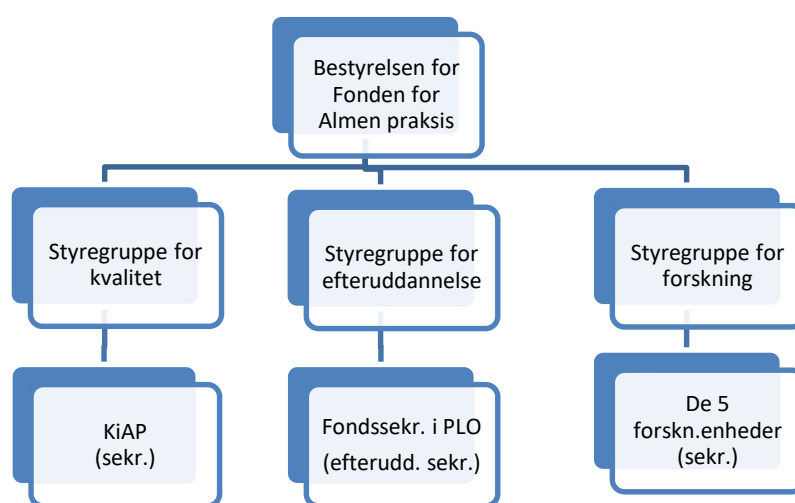 Bestyrelsen for
Fonden for
Almen praksis
Styregruppe for
kvalitet
Styregruppe for
efteruddannelse
Styregruppe for
forskning
KiAP
(sekr.)
Fondssekr. i PLO
(efterudd. sekr.)
De 5
forskn.enheder
(sekr.)